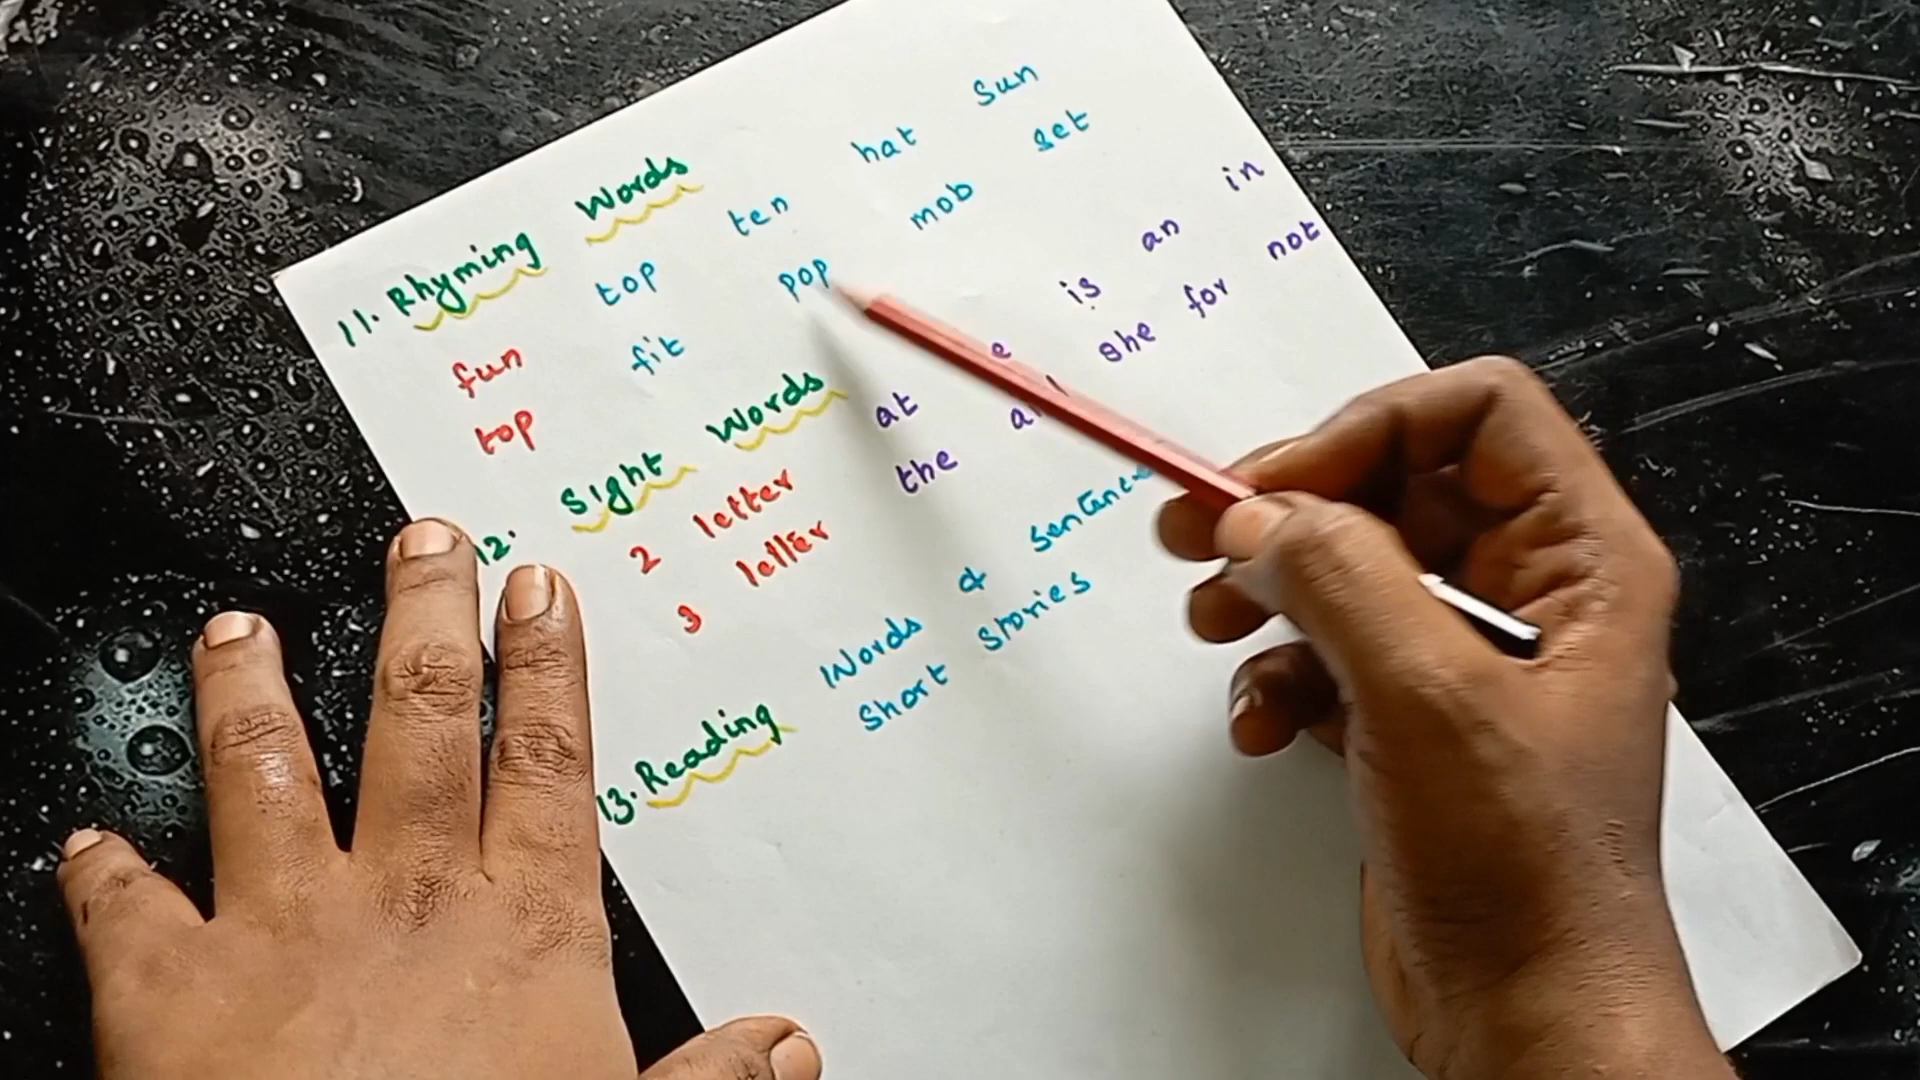 11. Rhyming Words
fun top ten hat sun
top fit pop mob set
12. Sight Words
2 letter at is an in
3 letter the she for not
13. Reading Words & Sentence
Short Stories